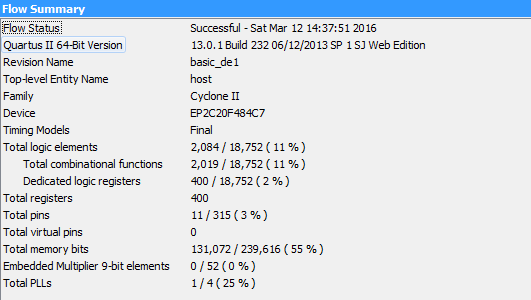 Flow Summary
Flow Status Successful - Sat Mar 12 14:37:51 2016
Quartus II 64-Bit Version 13.0.1 Build 232 06/12/2013 SP 1 SJ Web Edition
Revision Name basic_de1
Top-level Entity Name host
Family Cyclone II
Device EP2C20F484C7
Timing Models Final
Total logic elements 2,084 / 18,752 ( 11 % )
Total combinational functions 2,019 / 18,752 ( 11 % )
Dedicated logic registers 400 / 18,752 ( 2 % )
Total registers 400
Total pins 11 / 315 ( 3 % )
Total virtual pins 0
Total memory bits 131,072 / 239,616 ( 55 % )
Embedded Multiplier 9-bit elements 0 / 52 ( 0 % )
Total PLLs 1 / 4 ( 25 % )